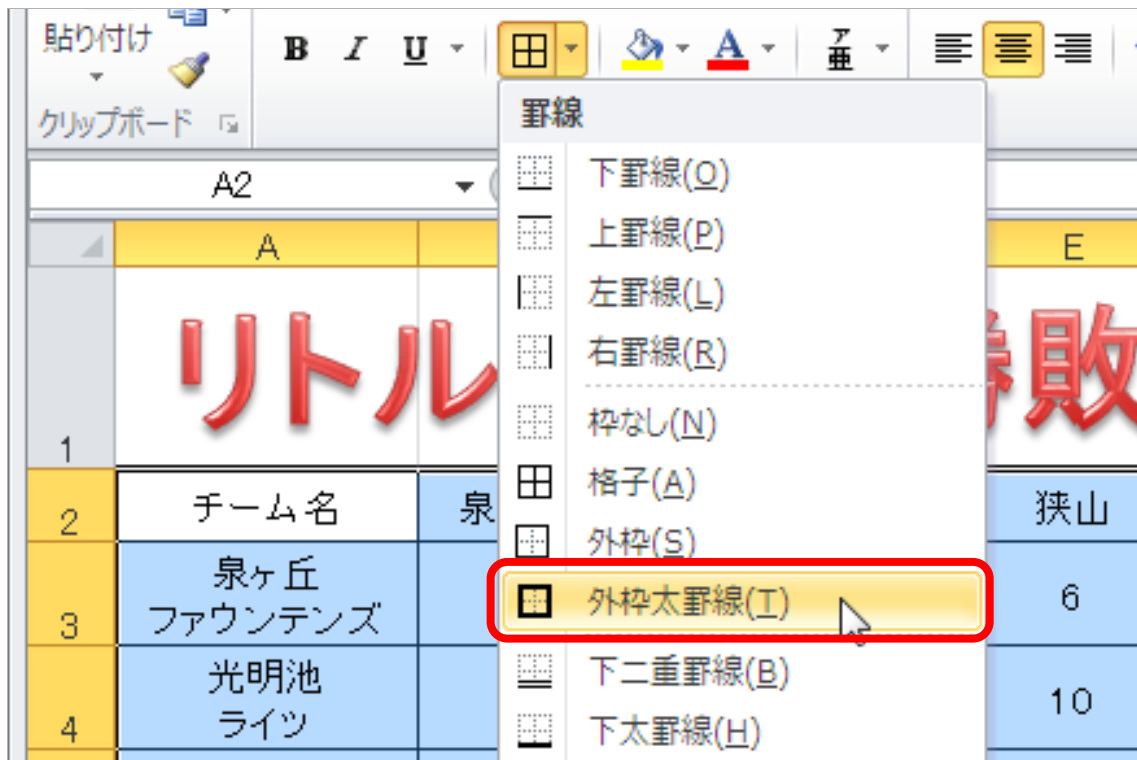 貼り付け
B I U A ア亜
クリップボード
罫線
A2
下罫線(O)
上罫線(P)
左罫線(L)
右罫線(R)
枠なし(N)
格子(A)
外枠(S)
外枠太罫線(T)
下二重罫線(B)
下太罫線(H)
A E
リトル 敗
1
2 チーム名 泉 狭山
3 泉ヶ丘 6
ファウンテンズ
4 光明池 10
ライツ